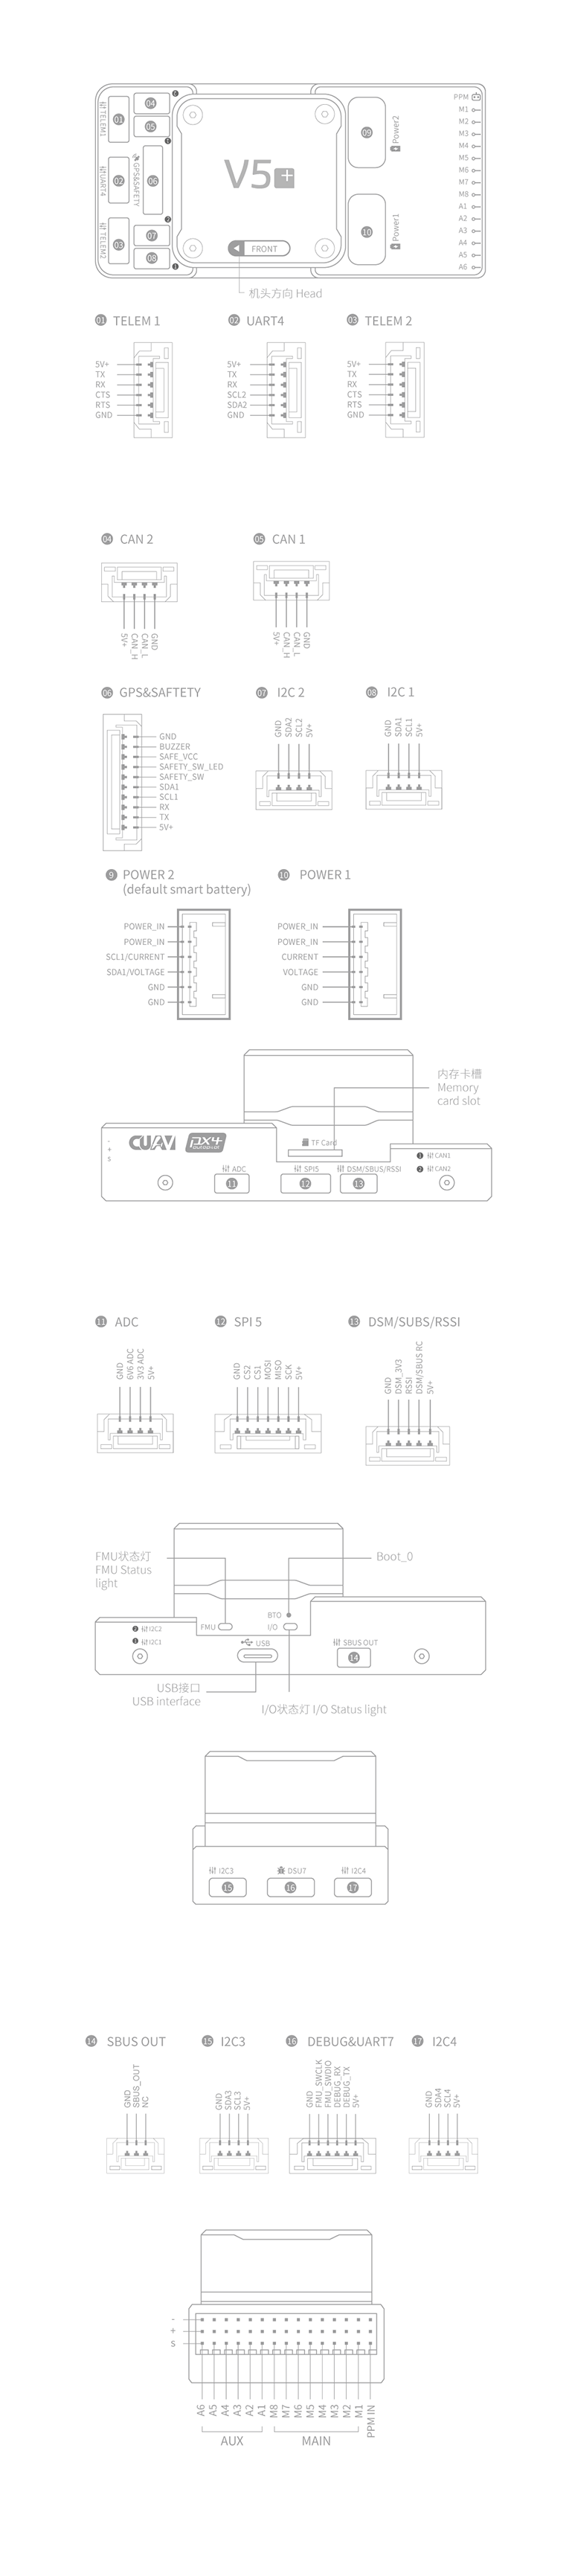 PPM
M1
M2
M3
M4
M5
M6
M7
M8
A1
A2
A3
A4
A5
A6
TELEM1
UART4
TELEM2
GPS&SAFETY
01
02
03
04
05
06
07
08
09
10
1
1
2
1
Power2
Power1
V5+
FRONT
机头方向 Head
01 TELEM 1
02 UART4
03 TELEM 2
5V+
TX
RX
CTS
RTS
GND
5V+
TX
RX
SCL2
SDA2
GND
5V+
TX
RX
CTS
RTS
GND
04 CAN 2
05 CAN 1
5V+
CAN_H
CAN_L
GND
5V+
CAN_H
CAN_L
GND
06 GPS&SAFTETY
07 I2C 2
08 I2C 1
GND
BUZZER
SAFE_VCC
SAFETY_SW_LED
SAFETY_SW
SDA1
SCL1
RX
TX
5V+
GND
SDA2
SCL2
5V+
GND
SDA1
SCL1
5V+
9 POWER 2
(default smart battery)
10 POWER 1
POWER_IN
POWER_IN
SCL1/CURRENT
SDA1/VOLTAGE
GND
GND
POWER_IN
POWER_IN
CURRENT
VOLTAGE
GND
GND
内存卡槽
Memory
card slot
-
+
S
CUAV
PX4
TF Card
ADC
SPI5
DSM/SBUS/RSSI
1 CAN1
2 CAN2
11
12
13
11 ADC
12 SPI 5
13 DSM/SUBS/RSSI
GND
6V6 ADC
3V3 ADC
5V+
GND
CS2
CS1
MOSI
MISO
SCK
5V+
GND
DSM_3V3
RSSI
DSM/SBUS RC
5V+
FMU状态灯
FMU Status
light
Boot_0
BTO
FMU
I/O
2 I2C2
1 I2C1
USB
SBUS OUT
14
USB接口
USB interface
I/O状态灯 I/O Status light
I2C3
DSU7
I2C4
15
16
17
14 SBUS OUT
15 I2C3
16 DEBUG&UART7
17 I2C4
GND
SBUS_OUT
NC
GND
SDA3
SCL3
5V+
GND
FMU_SWCLK
FMU_SWDIO
DEBUG_RX
DEBUG_TX
5V+
GND
SDA4
SCL4
5V+
-
+
S
A6
A5
A4
A3
A2
A1
M8
M7
M6
M5
M4
M3
M2
M1
PPM IN
AUX
MAIN